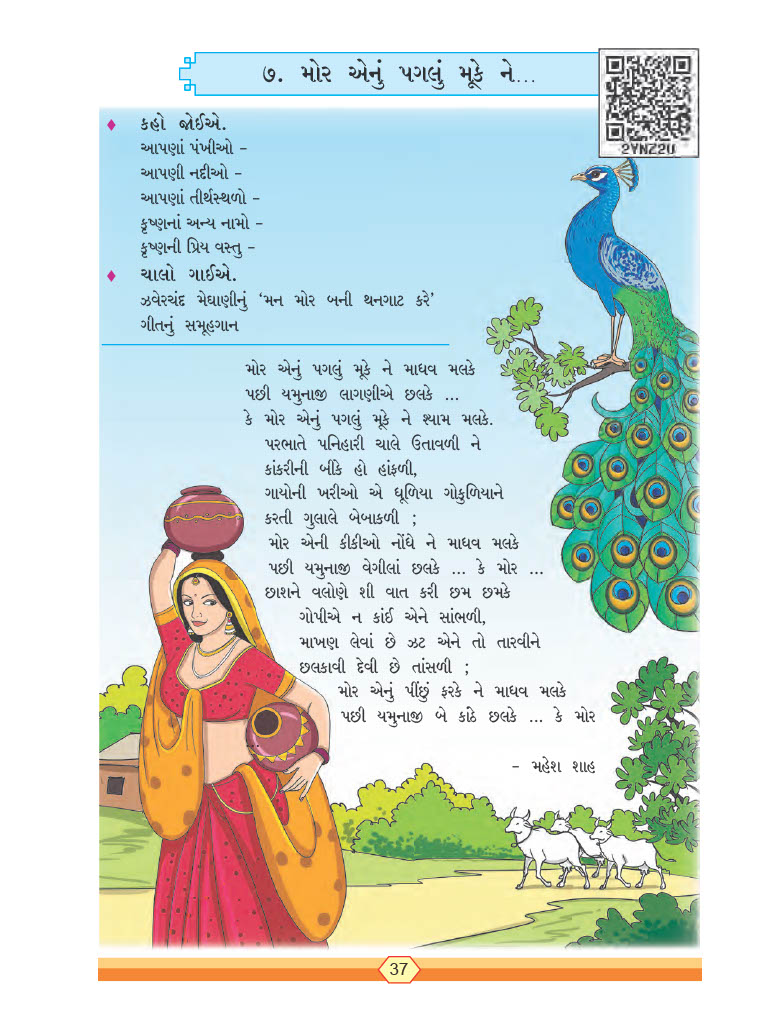 ૭. મોર એનું પગલું મૂકે ને...
2YNZ2U
♦ કહો જોઈએ.
આપણાં પંખીઓ –
આપણી નદીઓ –
આપણાં તીર્થસ્થળો –
કૃષ્ણનાં અન્ય નામો –
કૃષ્ણની પ્રિય વસ્તુ –
♦ ચાલો ગાઈએ.
ઝવેરચંદ મેઘાણીનું ‘મન મોર બની થનગાટ કરે’
ગીતનું સમૂહગાન
મોર એનું પગલું મૂકે ને માધવ મલકે
પછી યમુનાજી લાગણીએ છલકે ...
કે મોર એનું પગલું મૂકે ને શ્યામ મલકે.
પરભાતે પનિહારી ચાલે ઉતાવળી ને
કાંકરીની બીકે હો હાંફળી,
ગાયોની ખરીઓ એ ધૂળિયા ગોકુળિયાને
કરતી ગુલાલે બેબાકળી ;
મોર એની કીકીઓ નોંધે ને માધવ મલકે
પછી યમુનાજી વેગીલાં છલકે ... કે મોર ...
છાશને વલોણે શી વાત કરી છમ છમકે
ગોપીએ ન કાંઈ એને સાંભળી,
માખણ લેવાં છે ઝટ એને તો તારવીને
છલકાવી દેવી છે તાંસળી ;
મોર એનું પીંછું ફરકે ને માધવ મલકે
પછી યમુનાજી બે કાંઠે છલકે ... કે મોર
– મહેશ શાહ
37